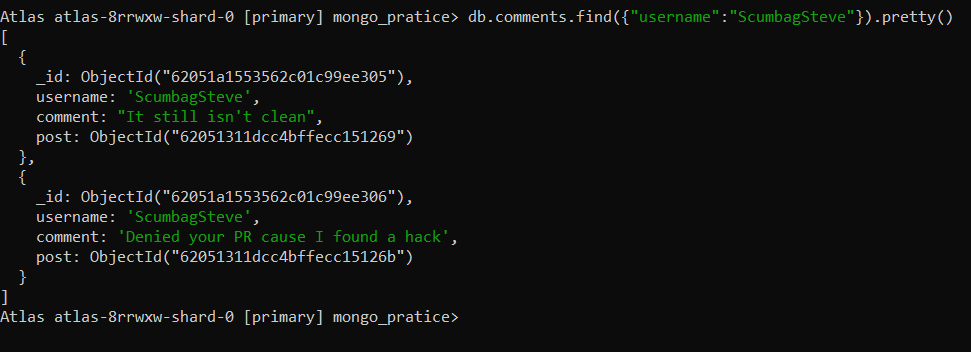 Atlas atlas-8rrwxw-shard-0 [primary] mongo_pratice> db.comments.find({"username":"ScumbagSteve"}).pretty()
[
  {
    _id: ObjectId("62051a1553562c01c99ee305"),
    username: 'ScumbagSteve',
    comment: "It still isn't clean",
    post: ObjectId("62051311dcc4bffecc151269")
  },
  {
    _id: ObjectId("62051a1553562c01c99ee306"),
    username: 'ScumbagSteve',
    comment: 'Denied your PR cause I found a hack',
    post: ObjectId("62051311dcc4bffecc15126b")
  }
]
Atlas atlas-8rrwxw-shard-0 [primary] mongo_pratice>